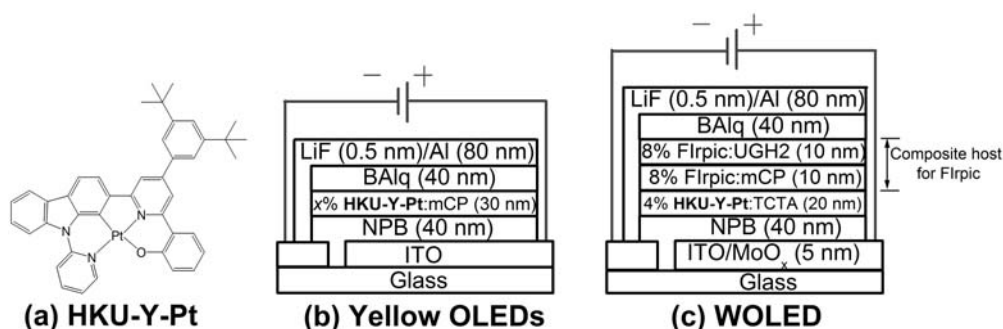 N
N
Pt
N
O
(a) HKU-Y-Pt
− +
LiF (0.5 nm)/Al (80 nm)
BAlq (40 nm)
x% HKU-Y-Pt:mCP (30 nm)
NPB (40 nm)
ITO
Glass
(b) Yellow OLEDs
− +
LiF (0.5 nm)/Al (80 nm)
BAlq (40 nm)
8% FIrpic:UGH2 (10 nm)
8% FIrpic:mCP (10 nm)
4% HKU-Y-Pt:TCTA (20 nm)
NPB (40 nm)
ITO/MoOₓ (5 nm)
Glass
Composite host
for FIrpic
(c) WOLED